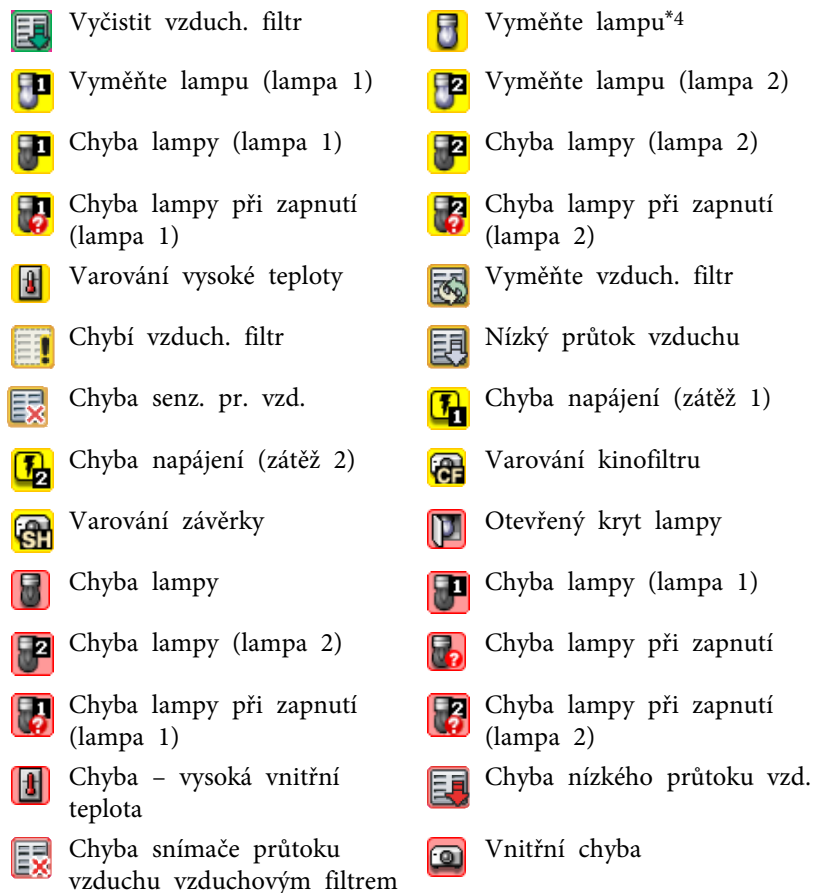 Vyčistit vzduch. filtr
Vyměňte lampu*4
Vyměňte lampu (lampa 1)
Vyměňte lampu (lampa 2)
Chyba lampy (lampa 1)
Chyba lampy (lampa 2)
Chyba lampy při zapnutí
(lampa 1)
Chyba lampy při zapnutí
(lampa 2)
Varování vysoké teploty
Vyměňte vzduch. filtr
Chybí vzduch. filtr
Nízký průtok vzduchu
Chyba senz. pr. vzd.
Chyba napájení (zátěž 1)
Chyba napájení (zátěž 2)
Varování kinofiltru
Varování závěrky
Otevřený kryt lampy
Chyba lampy
Chyba lampy (lampa 1)
Chyba lampy (lampa 2)
Chyba lampy při zapnutí
Chyba lampy při zapnutí
(lampa 1)
Chyba lampy při zapnutí
(lampa 2)
Chyba – vysoká vnitřní
teplota
Chyba nízkého průtoku vzd.
Chyba snímače průtoku
vzduchu vzduchovým filtrem
Vnitřní chyba